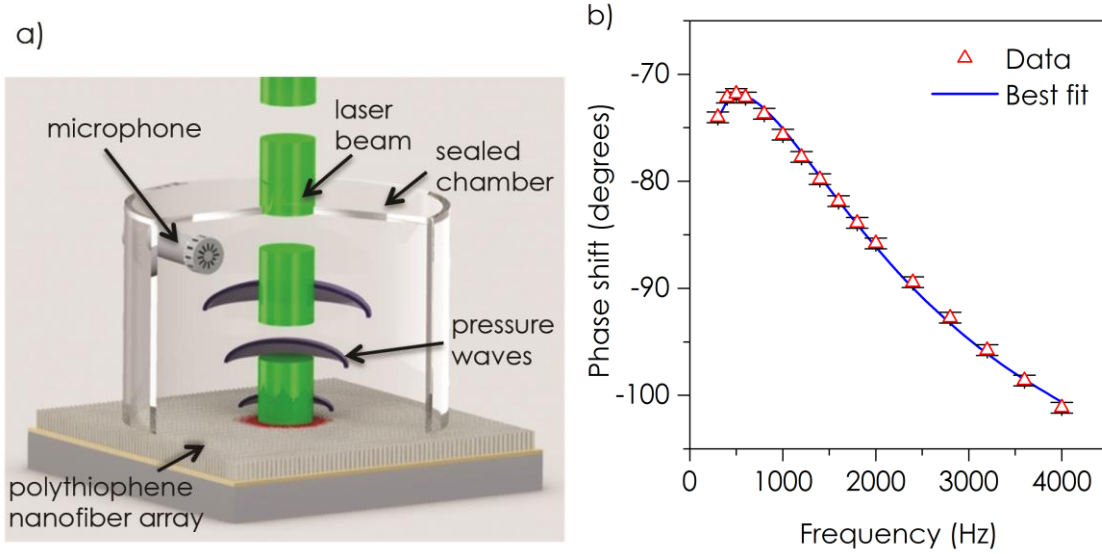 a)
microphone
laser
beam
sealed
chamber
pressure
waves
polythiophene
nanofiber array
b)
Data
Best fit
Phase shift (degrees)
-70
-80
-90
-100
0
1000
2000
3000
4000
Frequency (Hz)